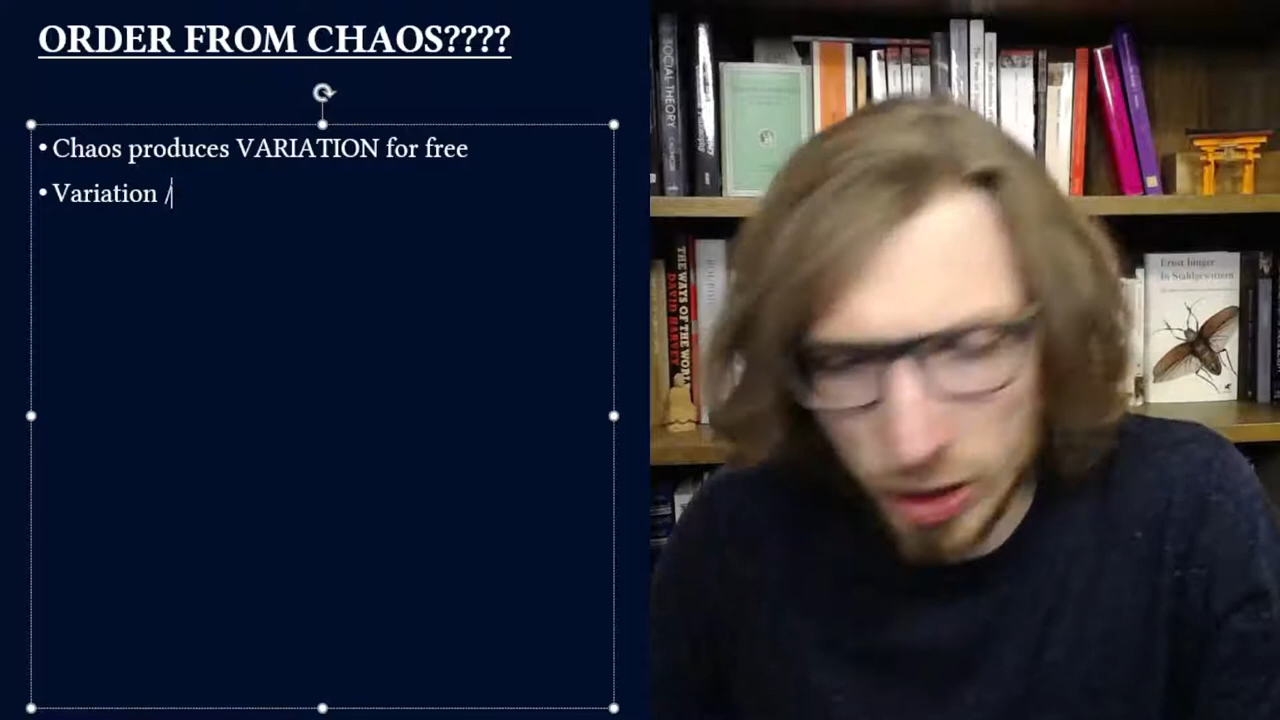 ORDER FROM CHAOS????
• Chaos produces VARIATION for free
• Variation /
SOCIAL THEORY
THE WAYS OF THE WORLD
DAVID HARVEY
Ernst Jünger
In Stahlgewittern